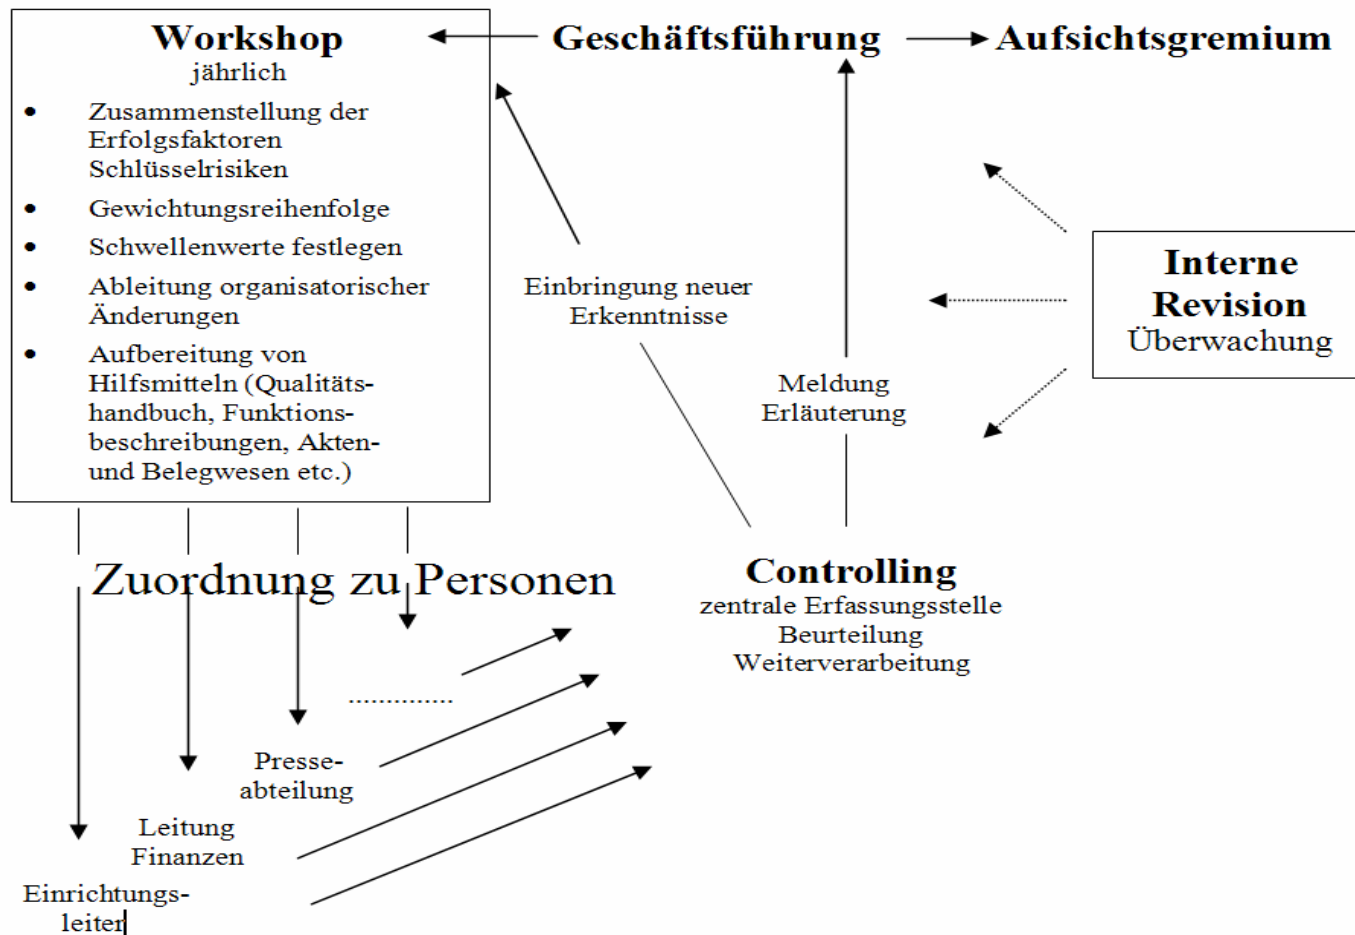 Workshop
jährlich
• Zusammenstellung der
Erfolgsfaktoren
Schlüsselrisiken
• Gewichtungsreihenfolge
• Schwellenwerte festlegen
• Ableitung organisatorischer
Änderungen
• Aufbereitung von
Hilfsmitteln (Qualitäts-
handbuch, Funktions-
beschreibungen, Akten-
und Belegwesen etc.)
Geschäftsführung
Aufsichtsgremium
Einbringung neuer
Erkenntnisse
Meldung
Erläuterung
Interne
Revision
Überwachung
Controlling
zentrale Erfassungsstelle
Beurteilung
Weiterverarbeitung
Zuordnung zu Personen
..............
Presse-
abteilung
Leitung
Finanzen
Einrichtungs-
leiter